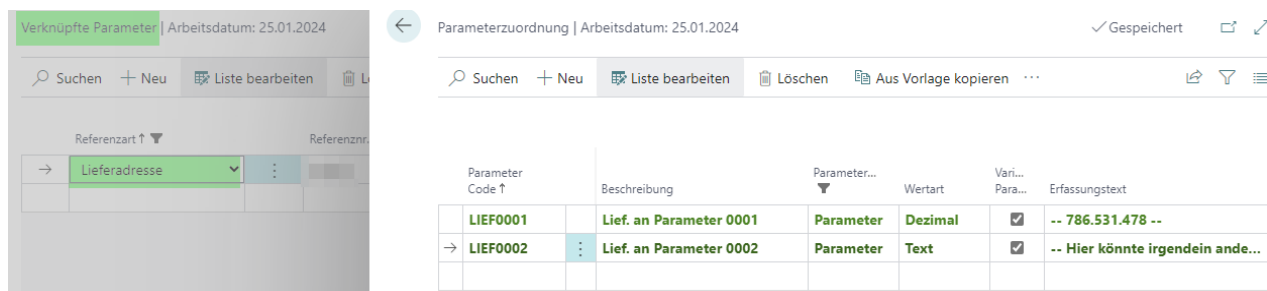 Verknüpfte Parameter | Arbeitsdatum: 25.01.2024
Suchen Neu Liste bearbeiten
Referenzart Referenznr.
Lieferadresse
Parameterzuordnung | Arbeitsdatum: 25.01.2024 Gespeichert
Suchen Neu Liste bearbeiten Löschen Aus Vorlage kopieren ...
Parameter Parameter... Vari...
Code Beschreibung Wertart Para... Erfassungstext
LIEF0001 Lief. an Parameter 0001 Parameter Dezimal -- 786.531.478 --
LIEF0002 Lief. an Parameter 0002 Parameter Text -- Hier könnte irgendein ande...